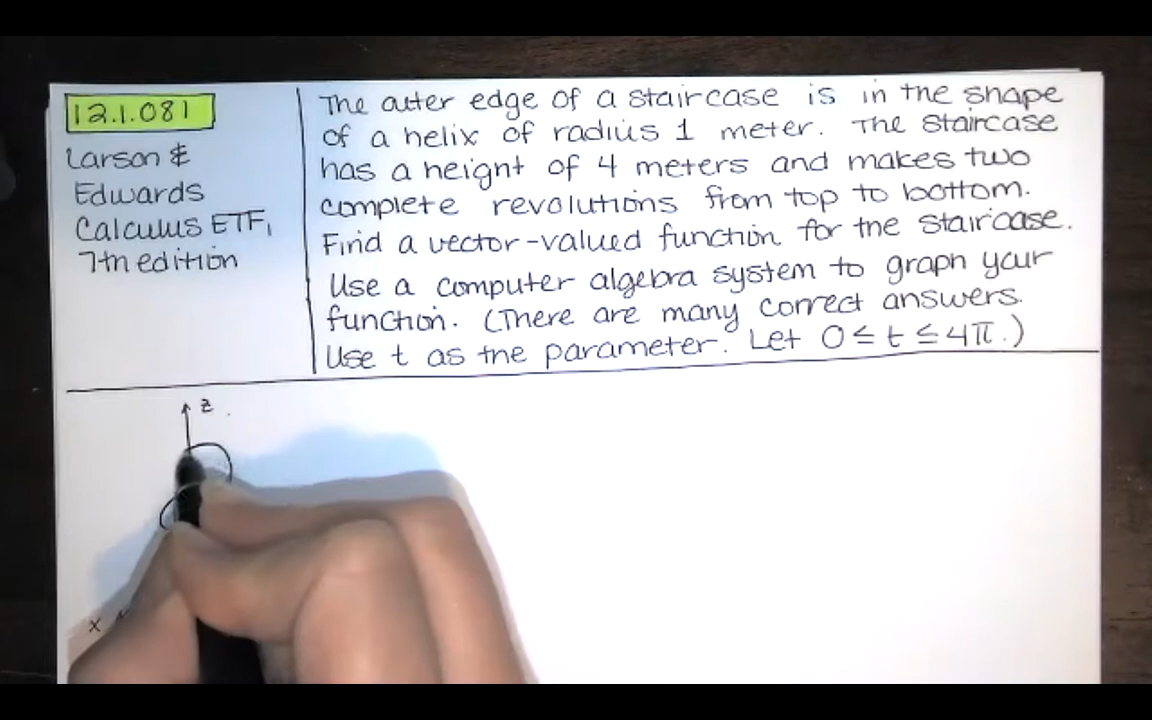 12.1.081
Larson &
Edwards
Calculus ETF,
7th edition
The outer edge of a staircase is in the shape
of a helix of radius 1 meter. The staircase
has a height of 4 meters and makes two
complete revolutions from top to bottom.
Find a vector-valued function for the staircase.
Use a computer algebra system to graph your
function. (There are many correct answers.
Use t as the parameter. Let 0 ≤ t ≤ 4π.)
z
x